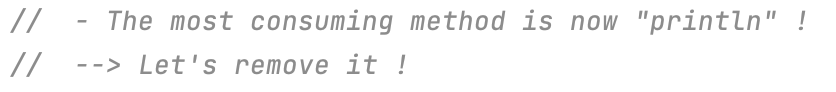 //  - The most consuming method is now "println" !
//  --> Let's remove it !